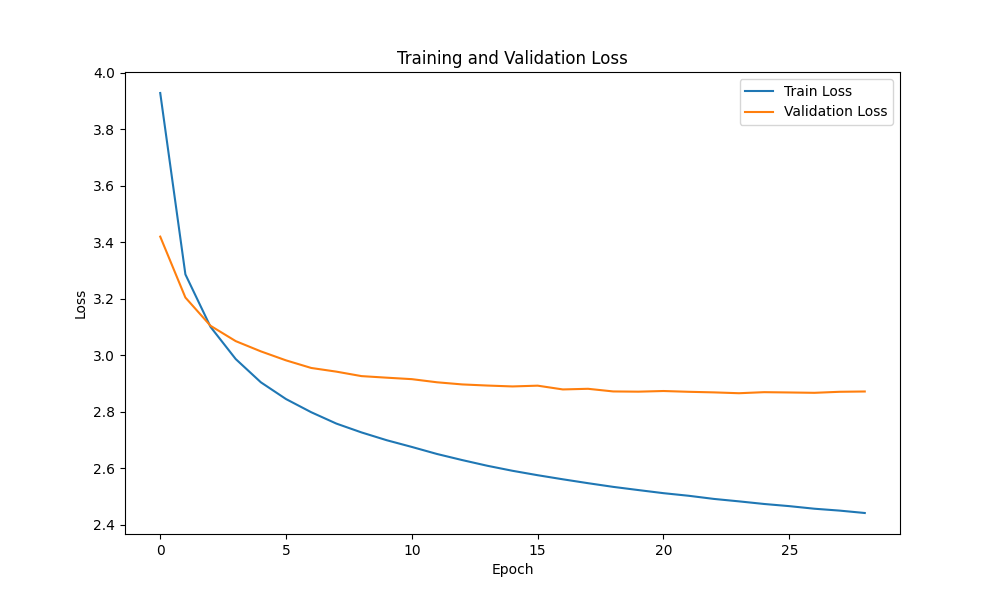 Training and Validation Loss
Train Loss
Validation Loss
4.0
3.8
3.6
3.4
3.2
3.0
2.8
2.6
2.4
Loss
0 5 10 15 20 25
Epoch